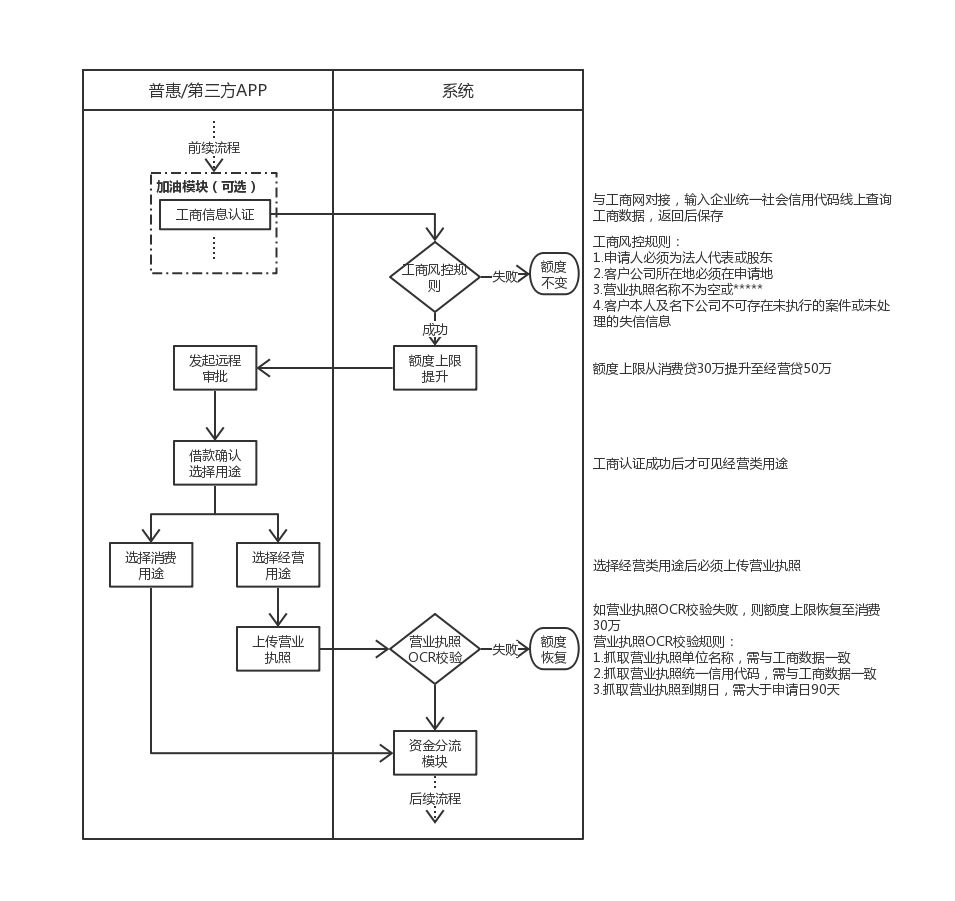 普惠/第三方APP
系统
前续流程
加油模块（可选）
工商信息认证
与工商网对接，输入企业统一社会信用代码线上查询
工商数据，返回后保存
工商风控规则：
1.申请人必须为法人代表或股东
2.客户公司所在地必须在申请地
3.营业执照名称不为空或*****
4.客户本人及名下公司不可存在未执行的案件或未处
理的失信信息
工商风控规
则
失败
额度
不变
成功
发起远程
审批
额度上限
提升
额度上限从消费贷30万提升至经营贷50万
借款确认
选择用途
工商认证成功后才可见经营类用途
选择消费
用途
选择经营
用途
选择经营类用途后必须上传营业执照
上传营业
执照
营业执照
OCR校验
失败
额度
恢复
如营业执照OCR校验失败，则额度上限恢复至消费
30万
营业执照OCR校验规则：
1.抓取营业执照单位名称，需与工商数据一致
2.抓取营业执照统一信用代码，需与工商数据一致
3.抓取营业执照到期日，需大于申请日90天
资金分流
模块
后续流程